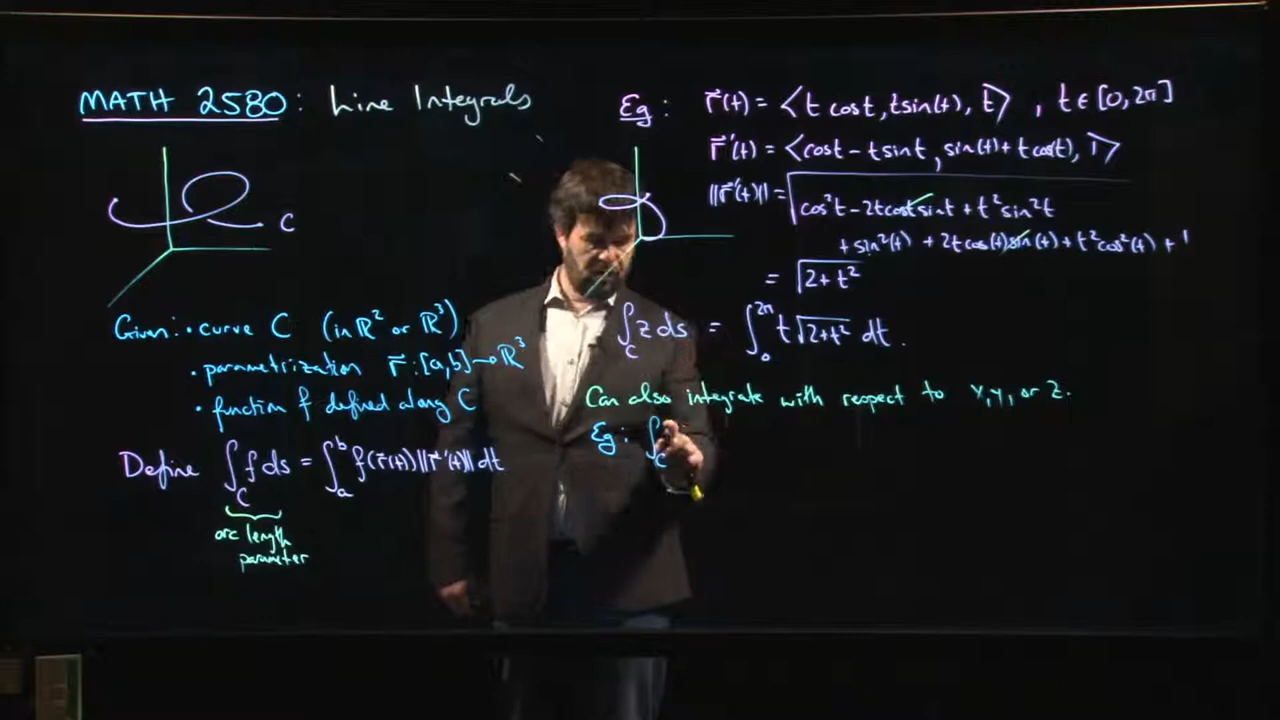 MATH 2580: Line Integrals
C
Given: • curve C (in ℝ² or ℝ³)
• parametrization r⃗ : [a,b] → ℝ³
• function f defined along C
Define ∫_C f ds = ∫_a^b f(r⃗(t)) ||r⃗'(t)|| dt
arc length
parameter
Eg: r⃗(t) = ⟨t cos t, t sin(t), t⟩, t ∈ [0, 2π]
r⃗'(t) = ⟨cos t - t sin t, sin(t) + t cos(t), 1⟩
||r⃗'(t)|| = √cos²t - 2t cos t sin t + t² sin²t
+ sin²(t) + 2t cos(t) sin(t) + t² cos²(t) + 1
= √2 + t²
∫_C z ds = ∫_0^2π t √2+t² dt.
Can also integrate with respect to x, y, or z.
Eg: ∫_C